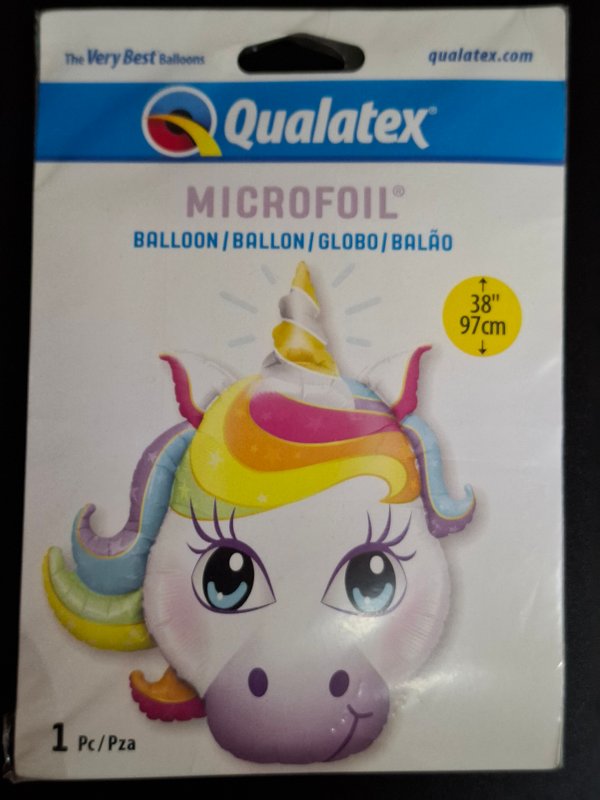 The Very Best Balloons
qualatex.com
Qualatex®
MICROFOIL®
BALLOON/BALLON/GLOBO/BALÃO
38"
97cm
1 Pc/Pza